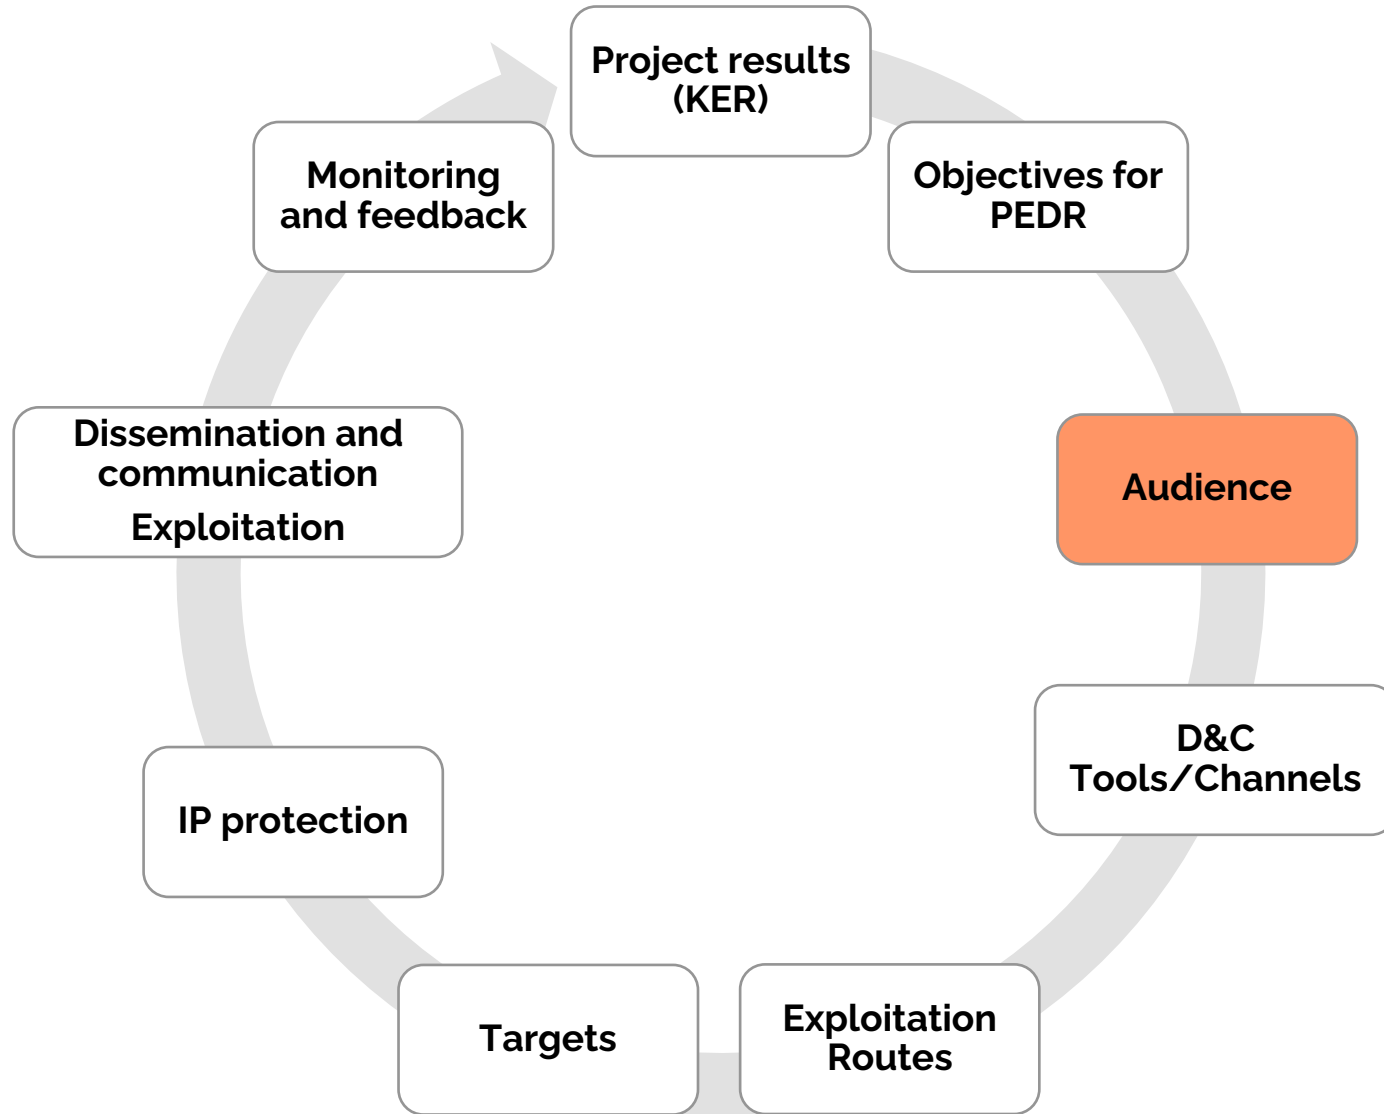 Project results
(KER)
Objectives for
PEDR
Audience
D&C
Tools/Channels
Exploitation
Routes
Targets
IP protection
Dissemination and
communication
Exploitation
Monitoring
and feedback